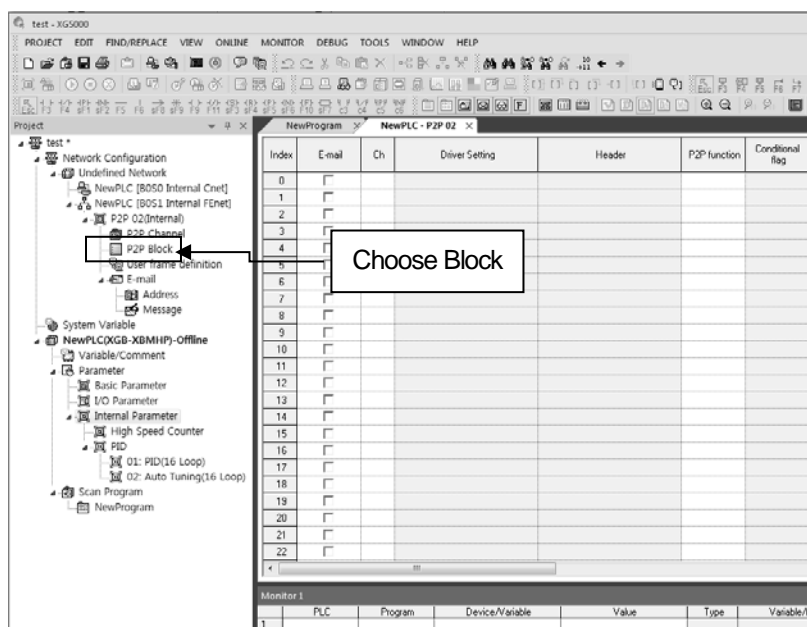 test - XG5000
PROJECT EDIT FIND/REPLACE VIEW ONLINE MONITOR DEBUG TOOLS WINDOW HELP
Project
NewProgram
NewPLC - P2P 02
test *
Network Configuration
Undefined Network
NewPLC [B0S0 Internal Cnet]
NewPLC [B0S1 Internal FEnet]
P2P 02(Internal)
P2P Channel
P2P Block
User frame definition
E-mail
Address
Message
System Variable
NewPLC(XGB-XBMHP)-Offline
Variable/Comment
Parameter
Basic Parameter
I/O Parameter
Internal Parameter
High Speed Counter
PID
01: PID(16 Loop)
02: Auto Tuning(16 Loop)
Scan Program
NewProgram
Index E-mail Ch Driver Setting Header P2P function Conditional flag
0
1
2
3
4
5
6
7
8
9
10
11
12
13
14
15
16
17
18
19
20
21
22
Choose Block
Monitor 1
PLC Program Device/Variable Value Type Variable/
1